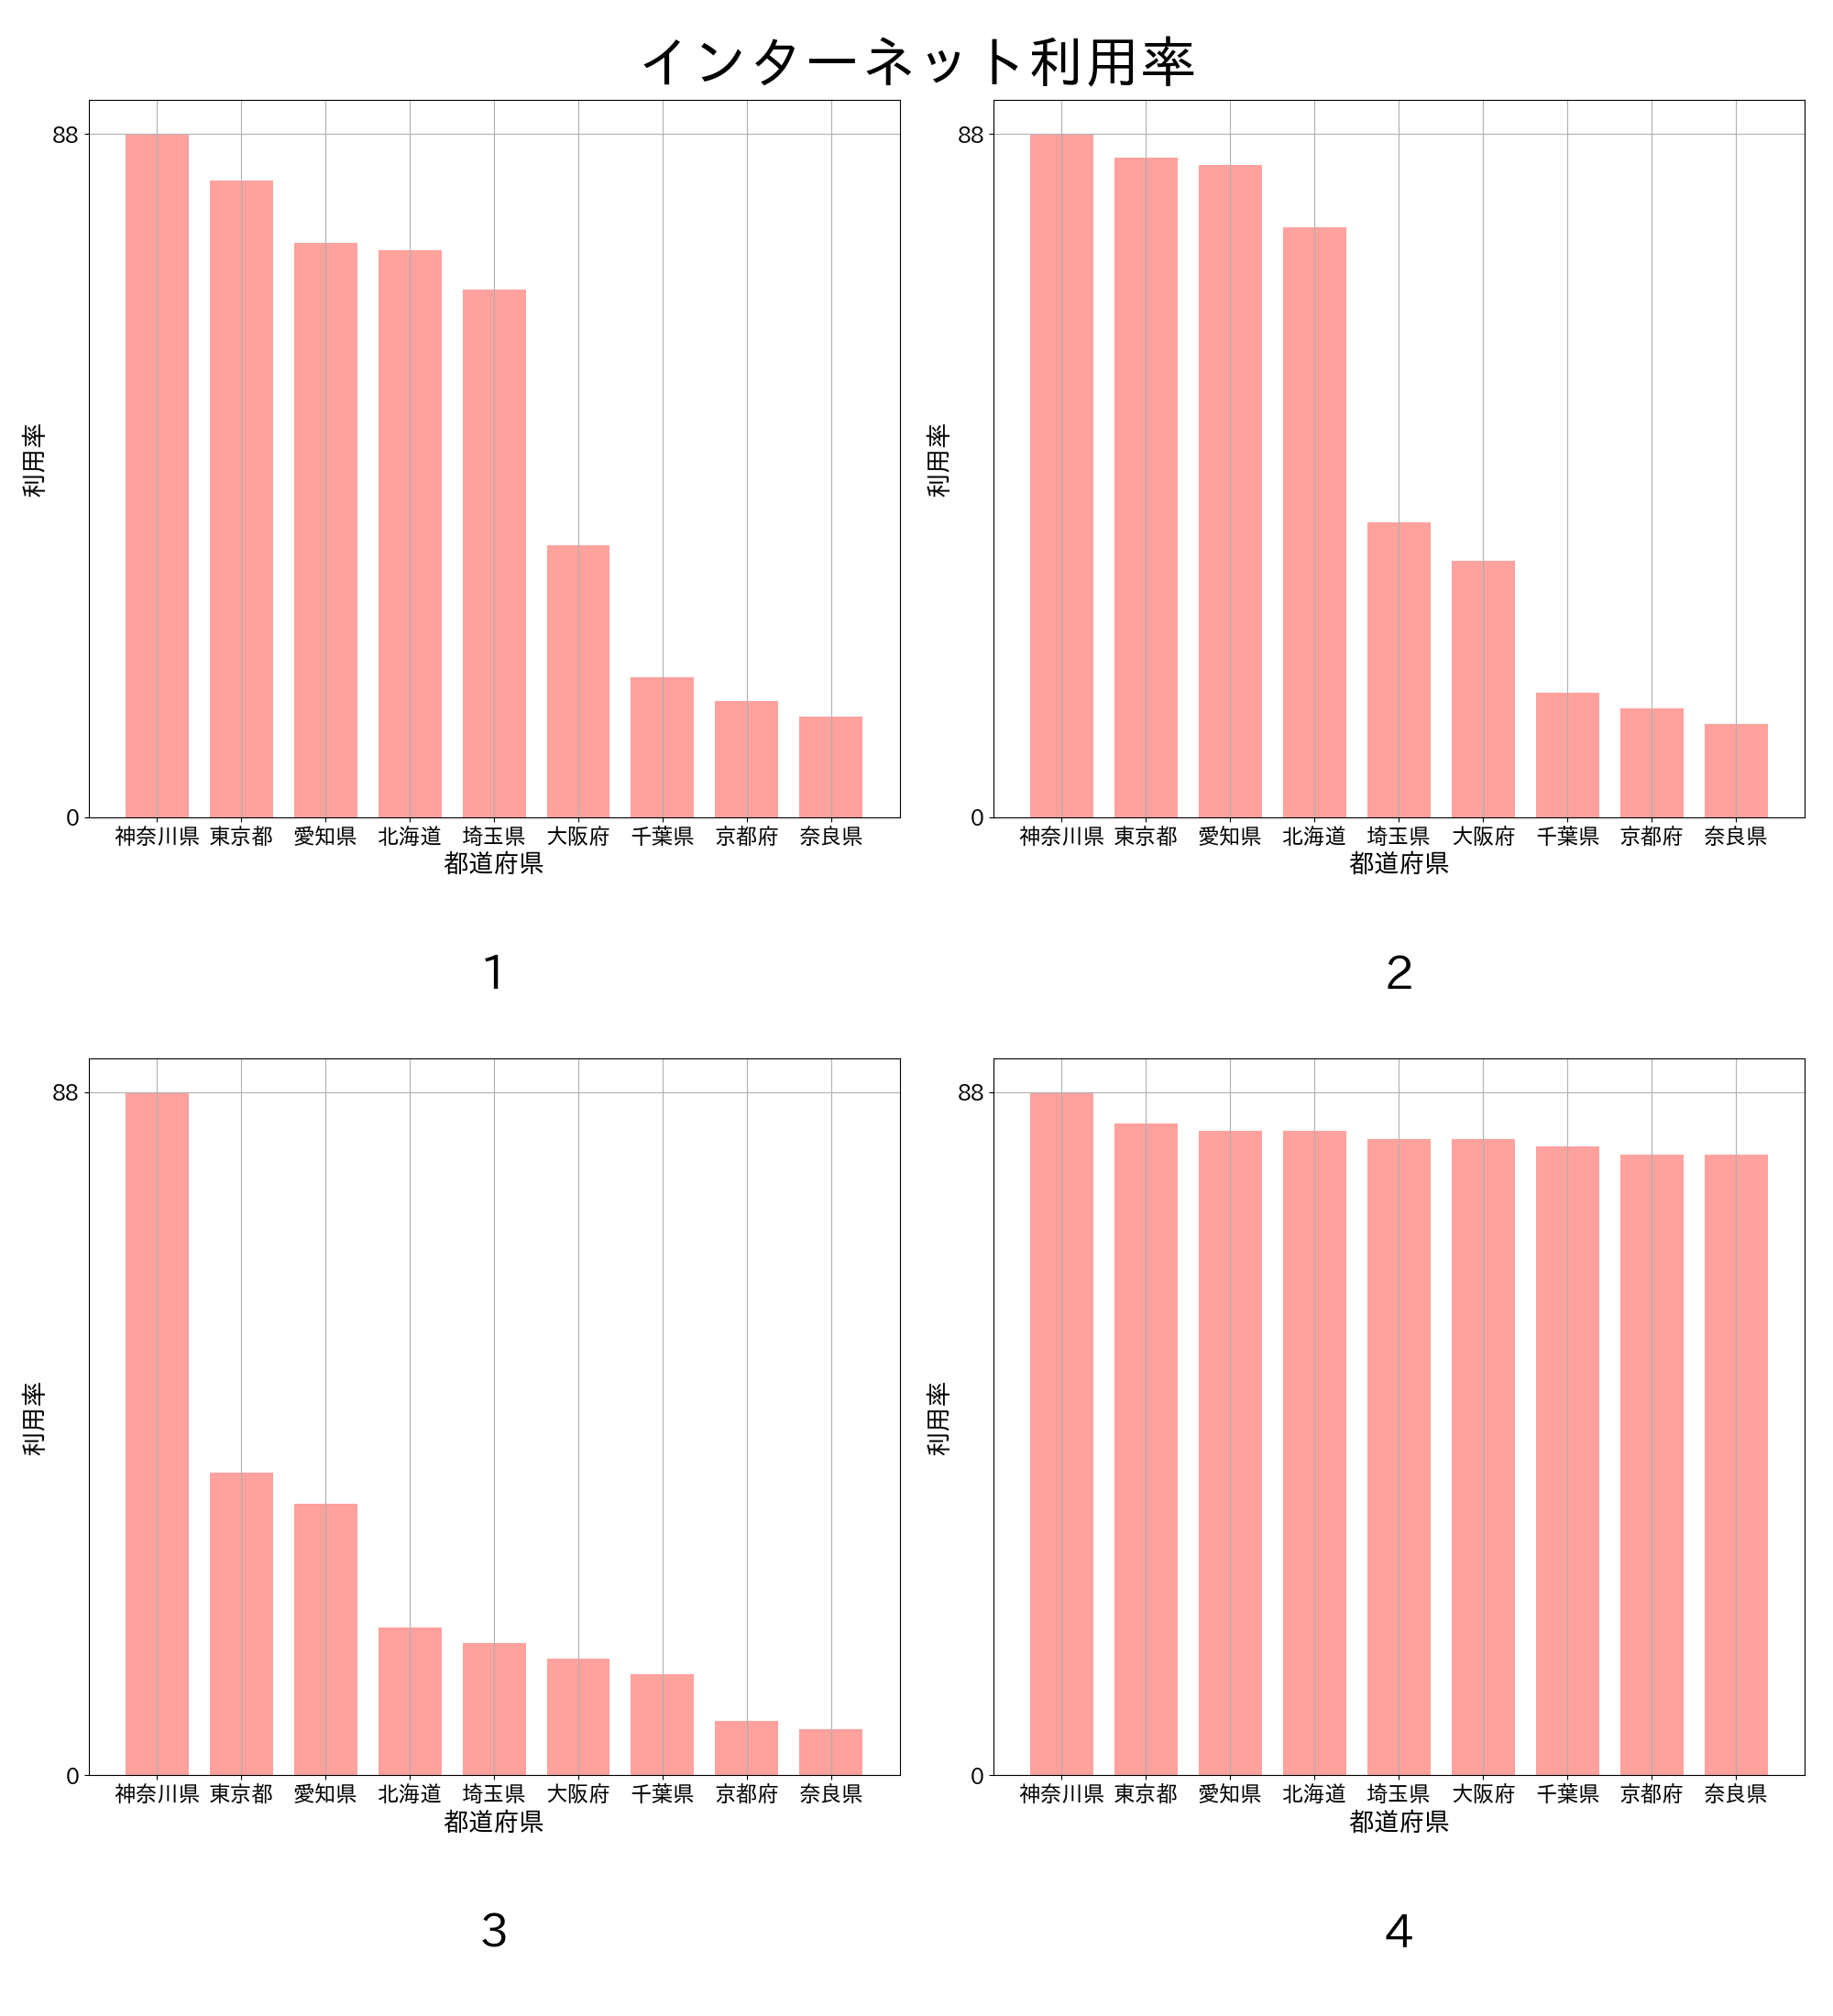 インターネット利用率
88
0
利用率
神奈川県 東京都 愛知県 北海道 埼玉県 大阪府 千葉県 京都府 奈良県
都道府県
1
88
0
利用率
神奈川県 東京都 愛知県 北海道 埼玉県 大阪府 千葉県 京都府 奈良県
都道府県
2
88
0
利用率
神奈川県 東京都 愛知県 北海道 埼玉県 大阪府 千葉県 京都府 奈良県
都道府県
3
88
0
利用率
神奈川県 東京都 愛知県 北海道 埼玉県 大阪府 千葉県 京都府 奈良県
都道府県
4